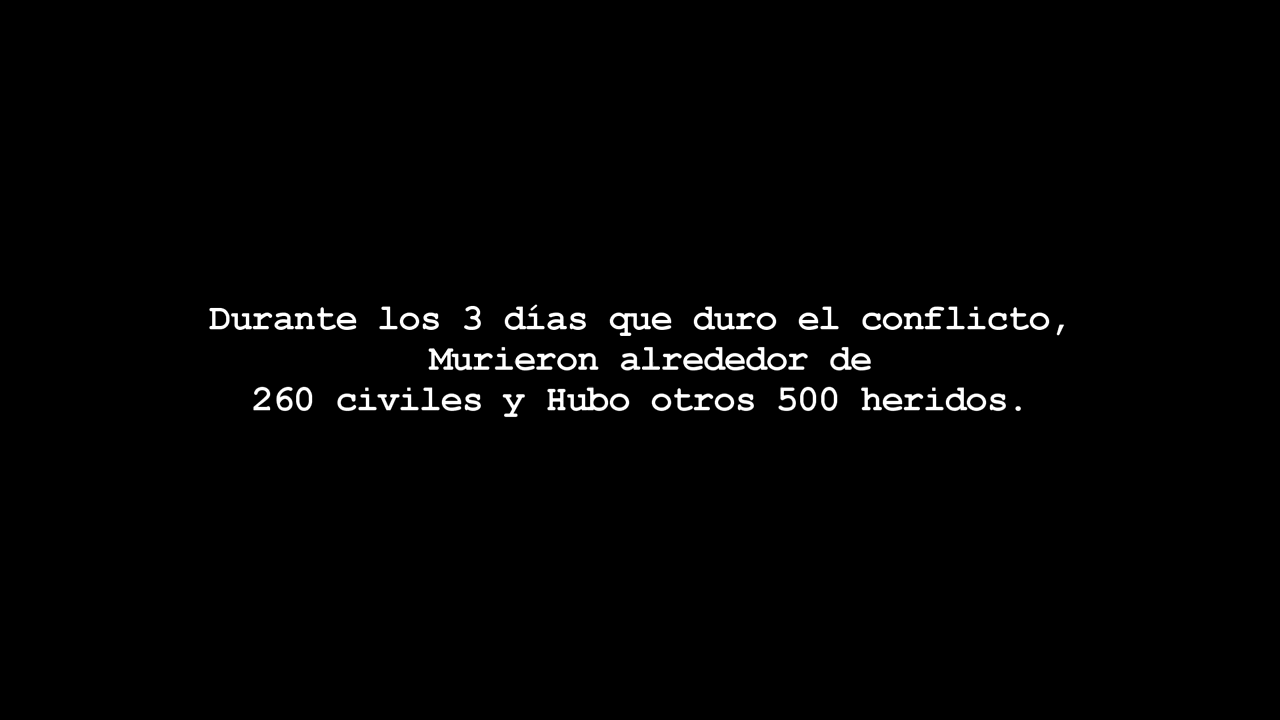 Durante los 3 días que duro el conflicto,
Murieron alrededor de
260 civiles y Hubo otros 500 heridos.